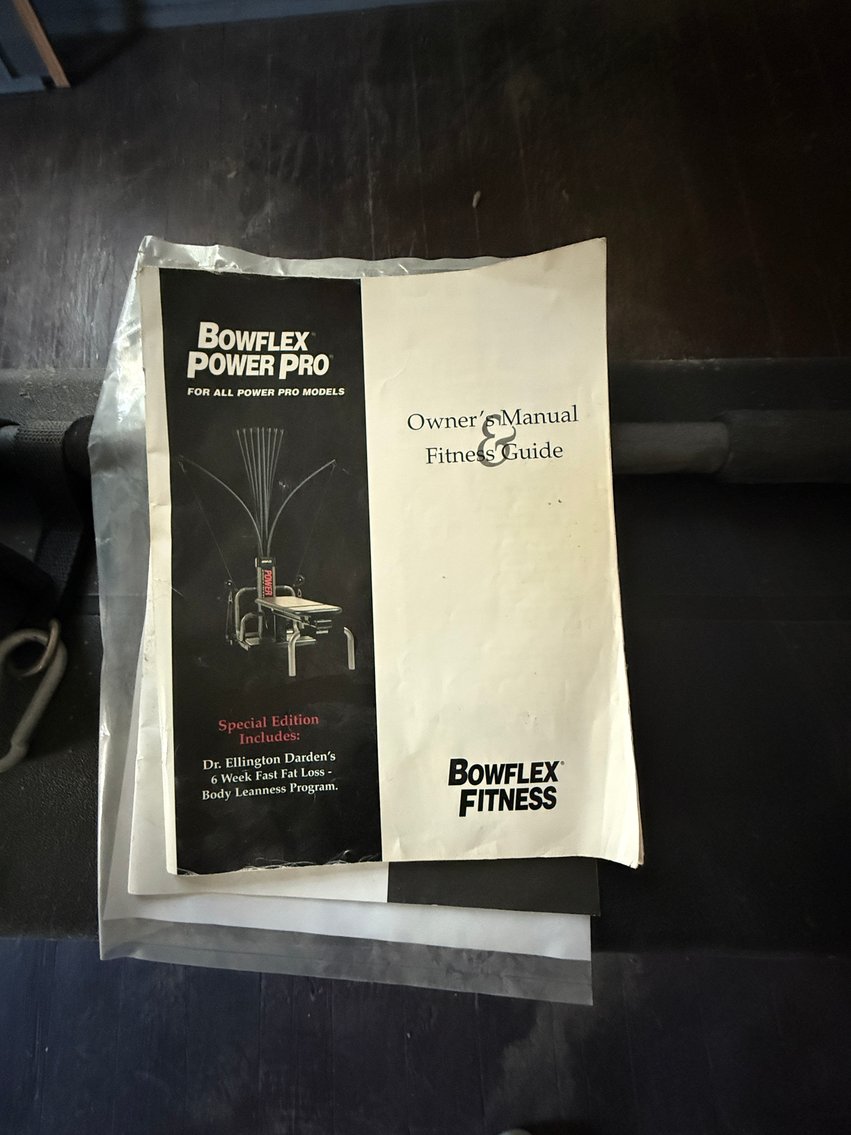 BOWFLEX®
POWER PRO®
FOR ALL POWER PRO MODELS
Owner's Manual
&
Fitness Guide
POWER
Special Edition
Includes:
Dr. Ellington Darden's
6 Week Fast Fat Loss -
Body Leanness Program.
BOWFLEX®
FITNESS